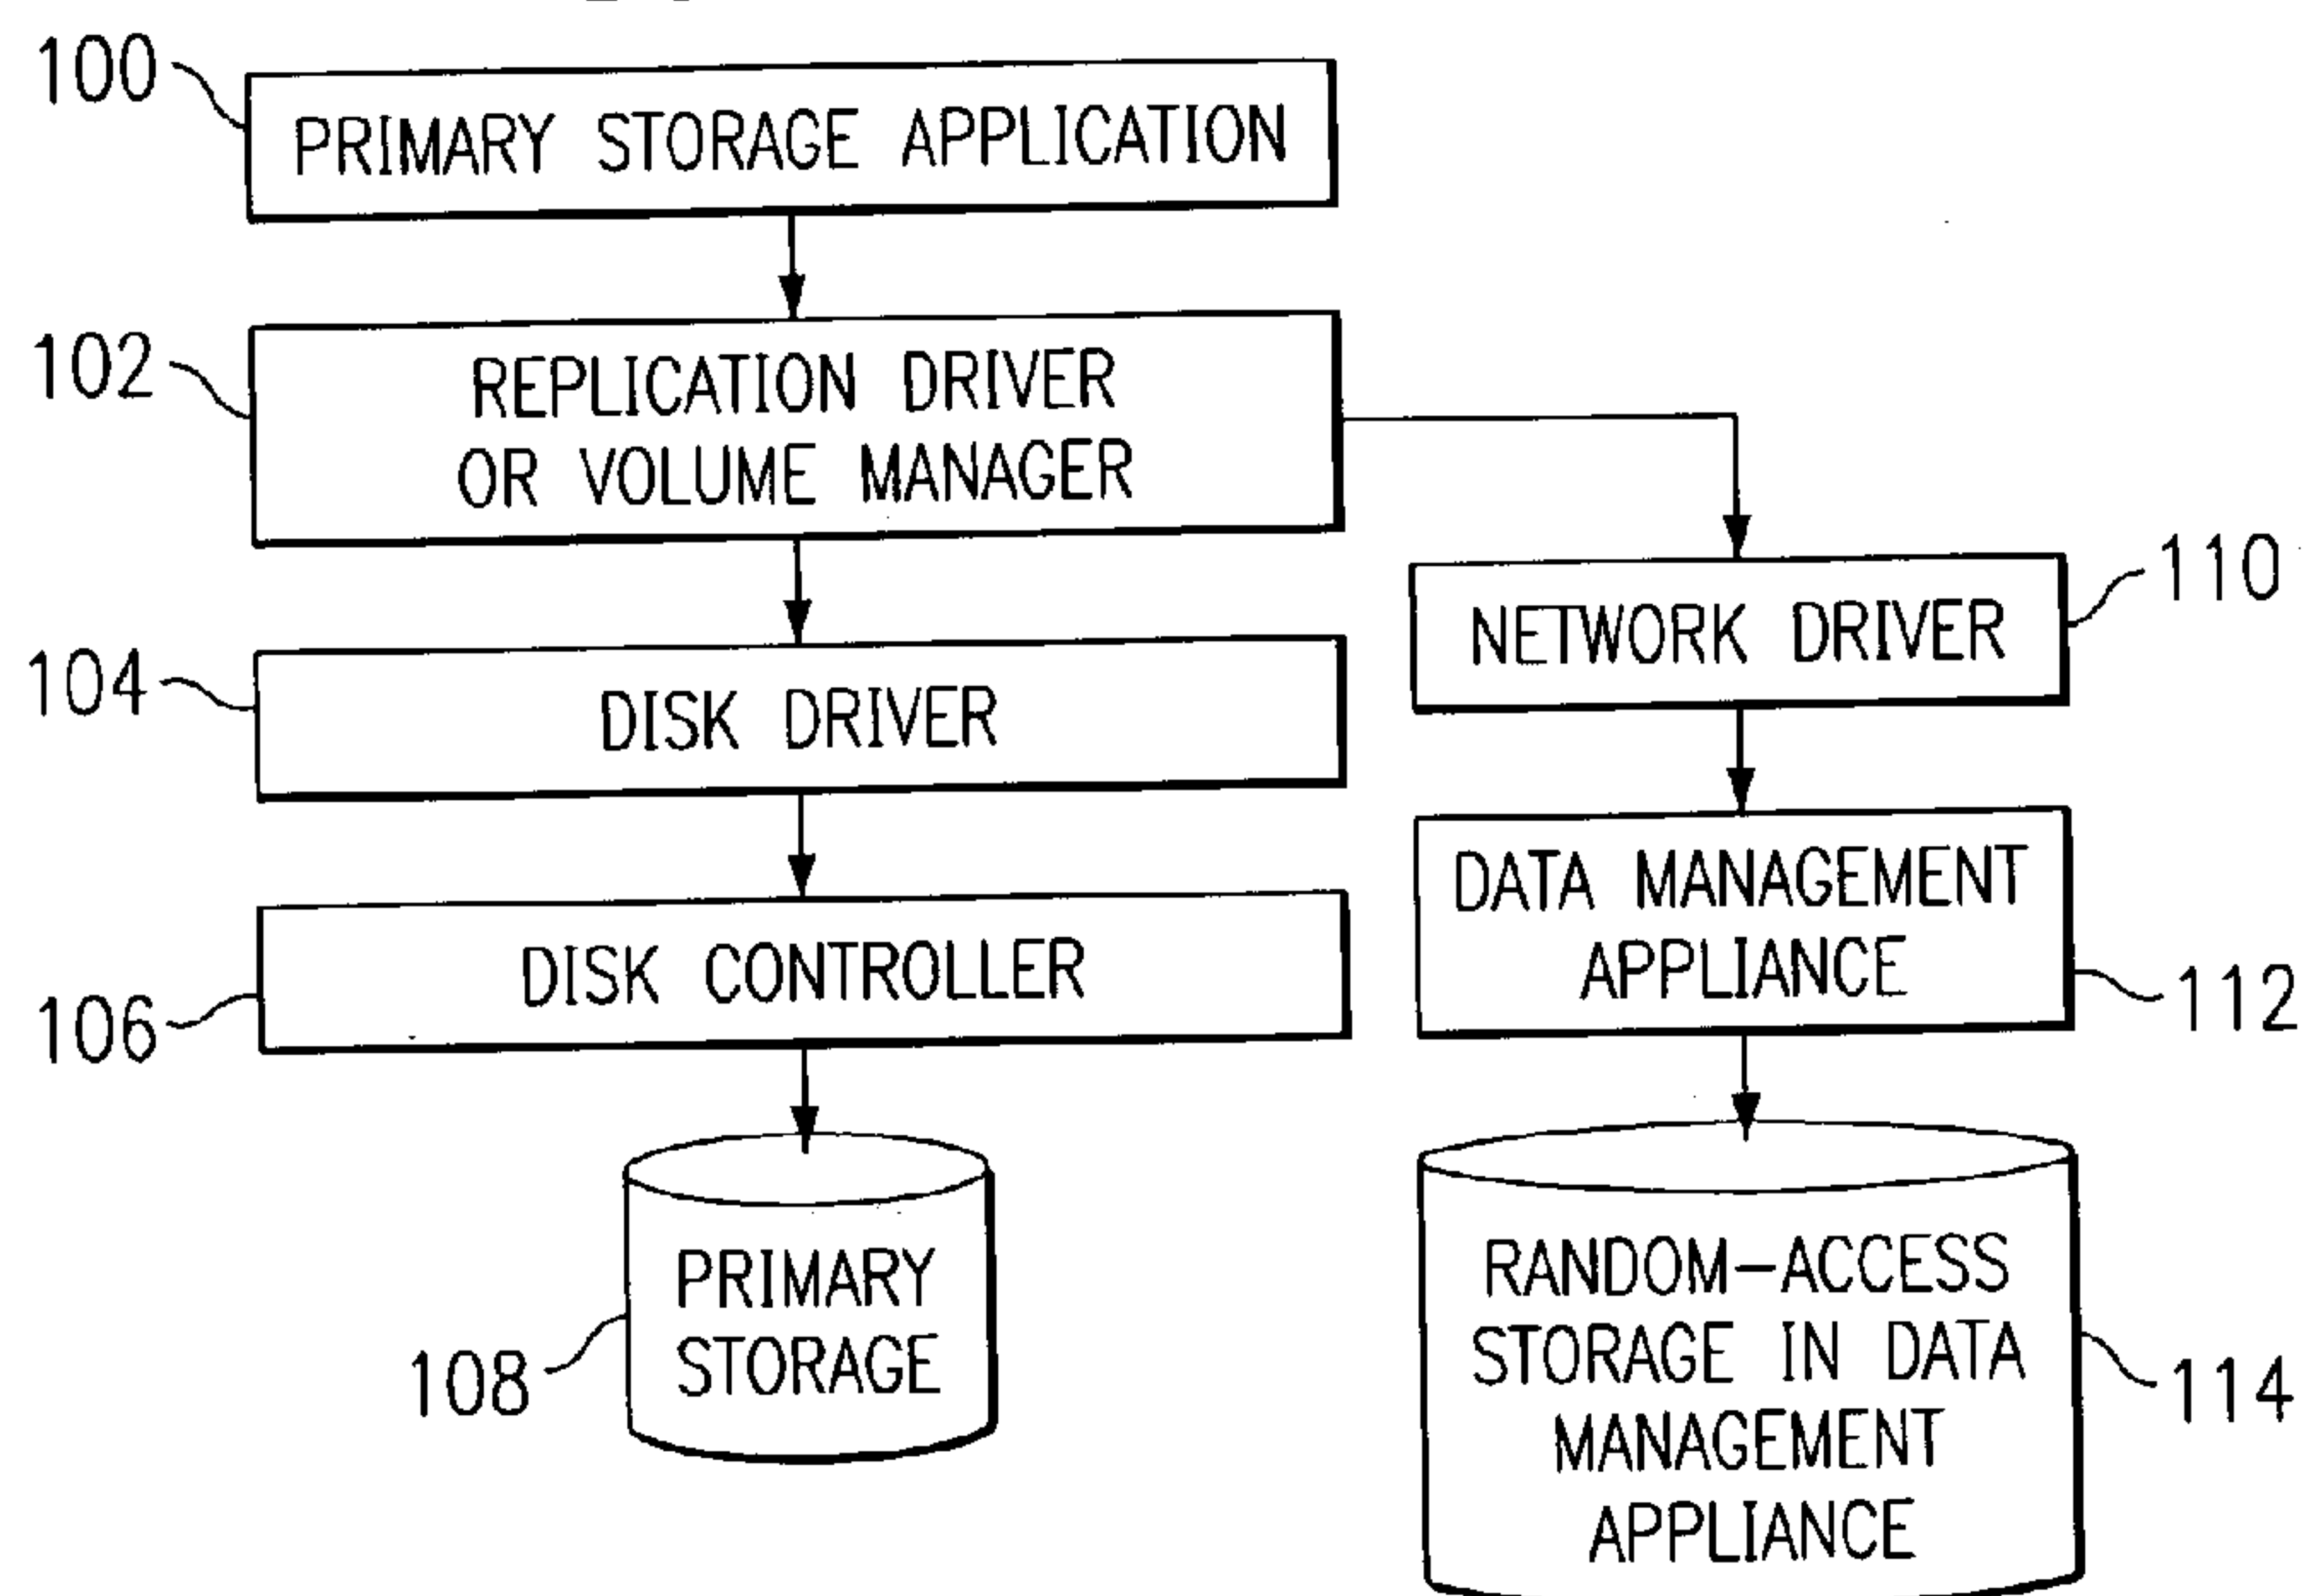 100
PRIMARY STORAGE APPLICATION
102
REPLICATION DRIVER
OR VOLUME MANAGER
110
NETWORK DRIVER
104
DISK DRIVER
DATA MANAGEMENT
APPLIANCE
112
106
DISK CONTROLLER
108
PRIMARY
STORAGE
RANDOM-ACCESS
STORAGE IN DATA
MANAGEMENT
APPLIANCE
114